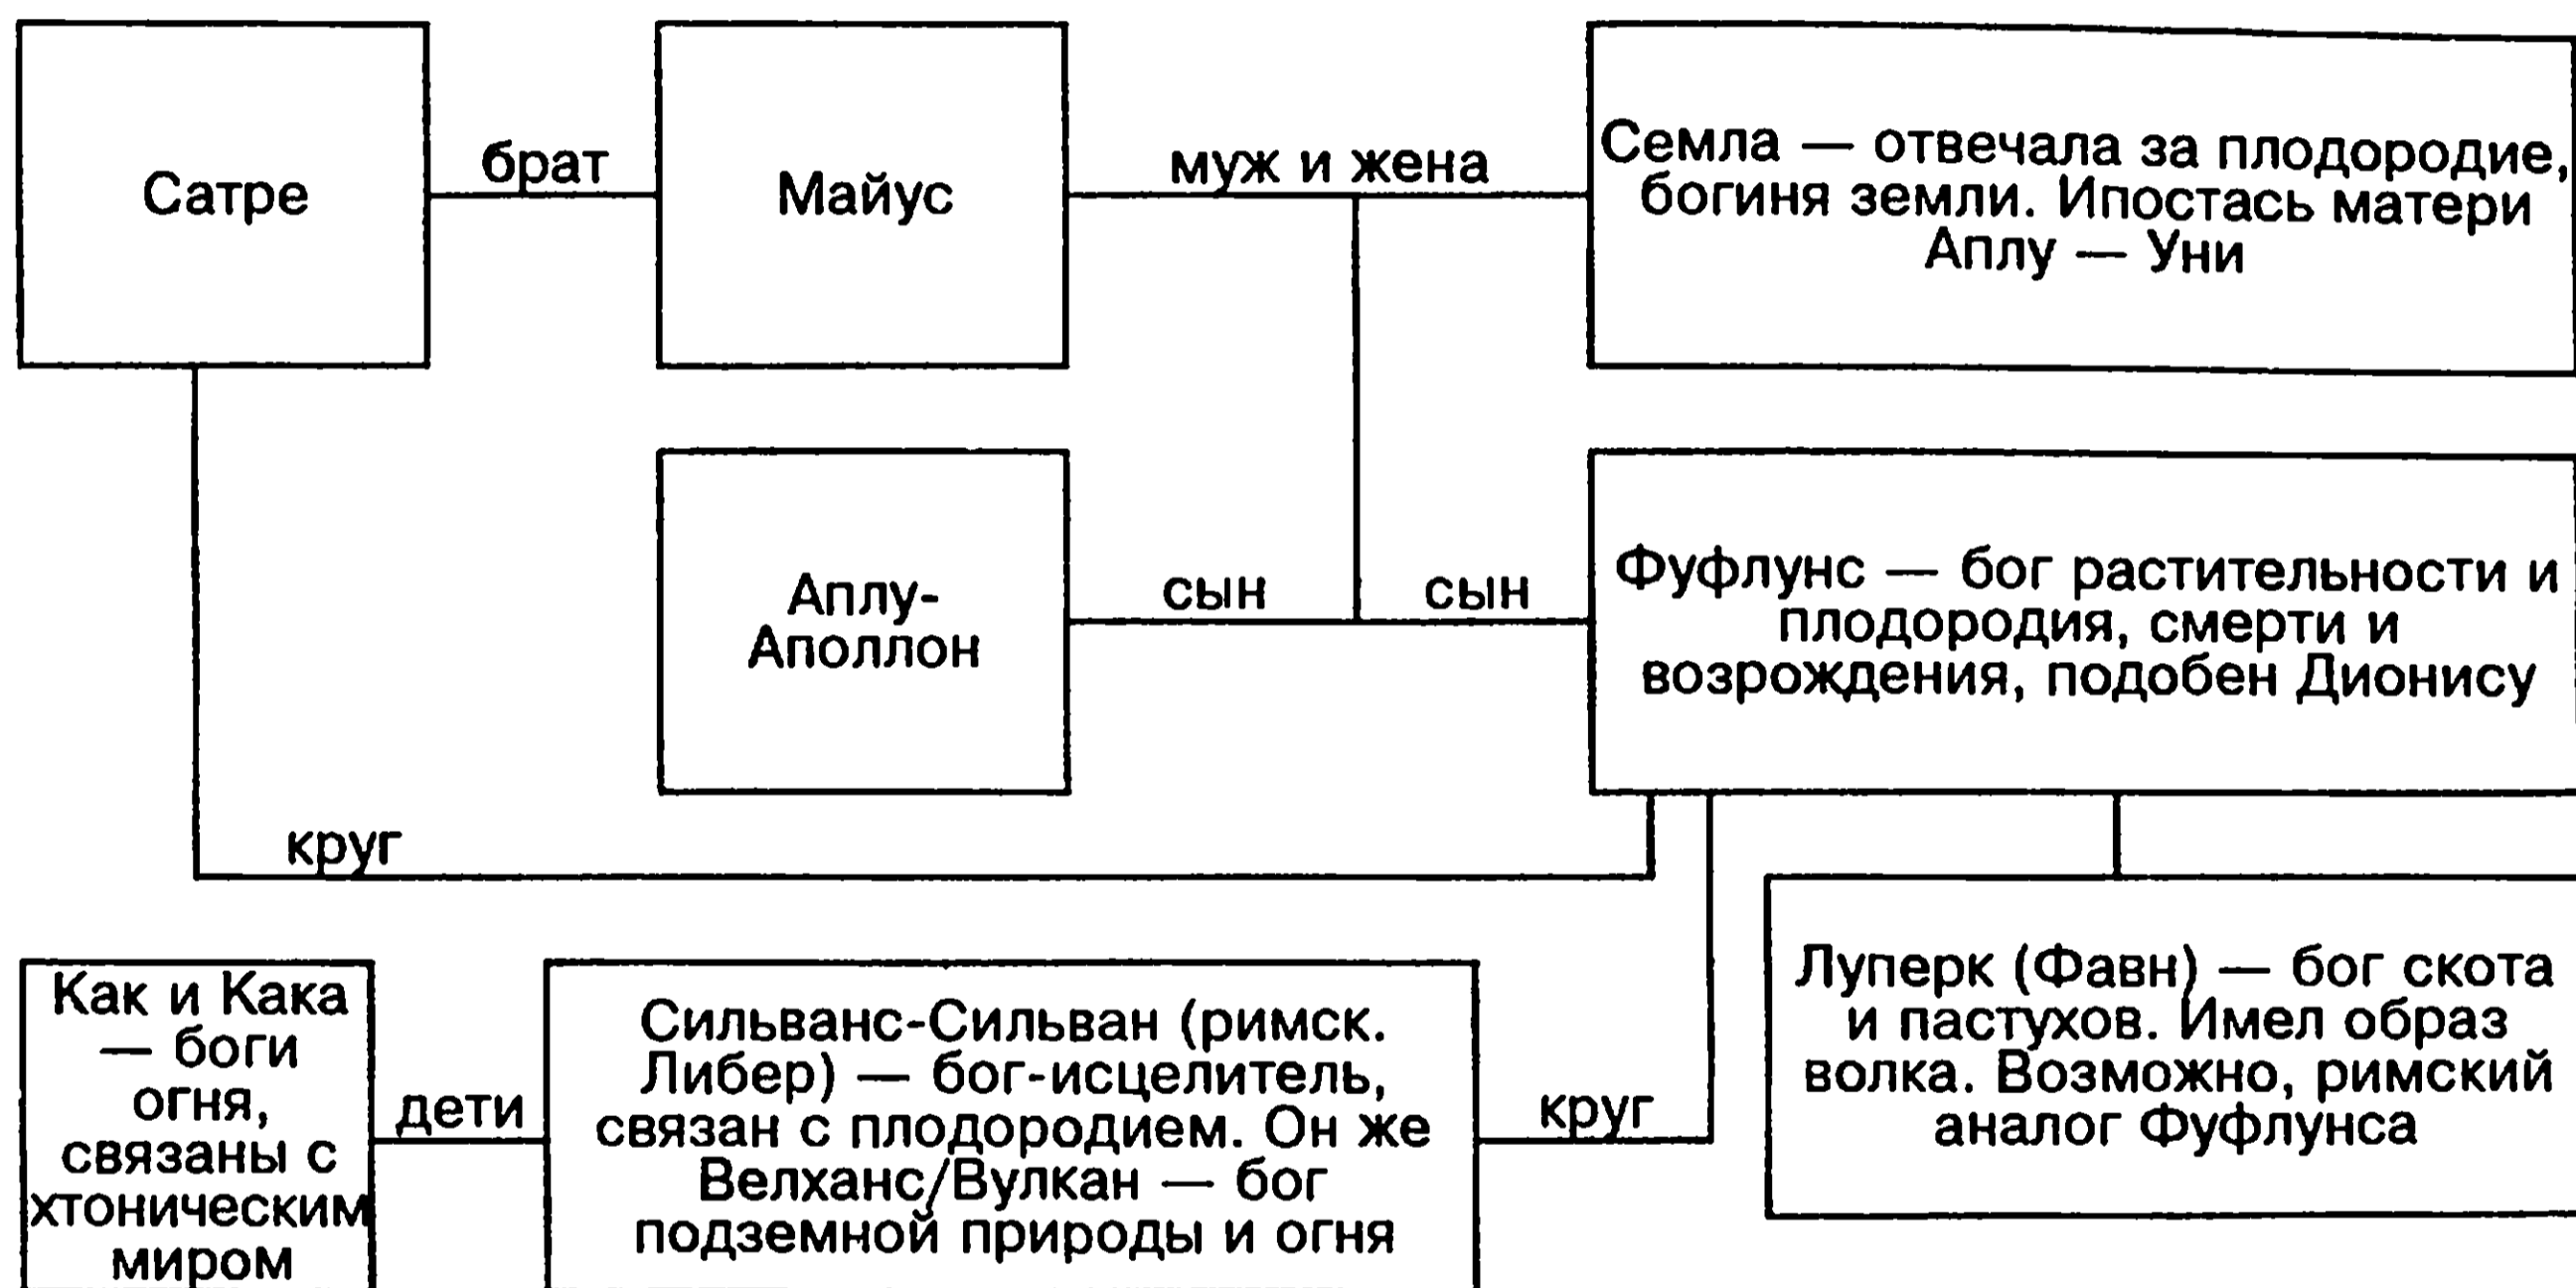 Сатре
брат
Майус
муж и жена
Семла — отвечала за плодородие,
богиня земли. Ипостась матери
Аплу — Уни
Аплу-
Аполлон
сын
сын
Фуфлунс — бог растительности и
плодородия, смерти и
возрождения, подобен Дионису
круг
Как и Кака
— боги
огня,
связаны с
хтоническим
миром
дети
Сильванс-Сильван (римск.
Либер) — бог-исцелитель,
связан с плодородием. Он же
Велханс/Вулкан — бог
подземной природы и огня
круг
Луперк (Фавн) — бог скота
и пастухов. Имел образ
волка. Возможно, римский
аналог Фуфлунса